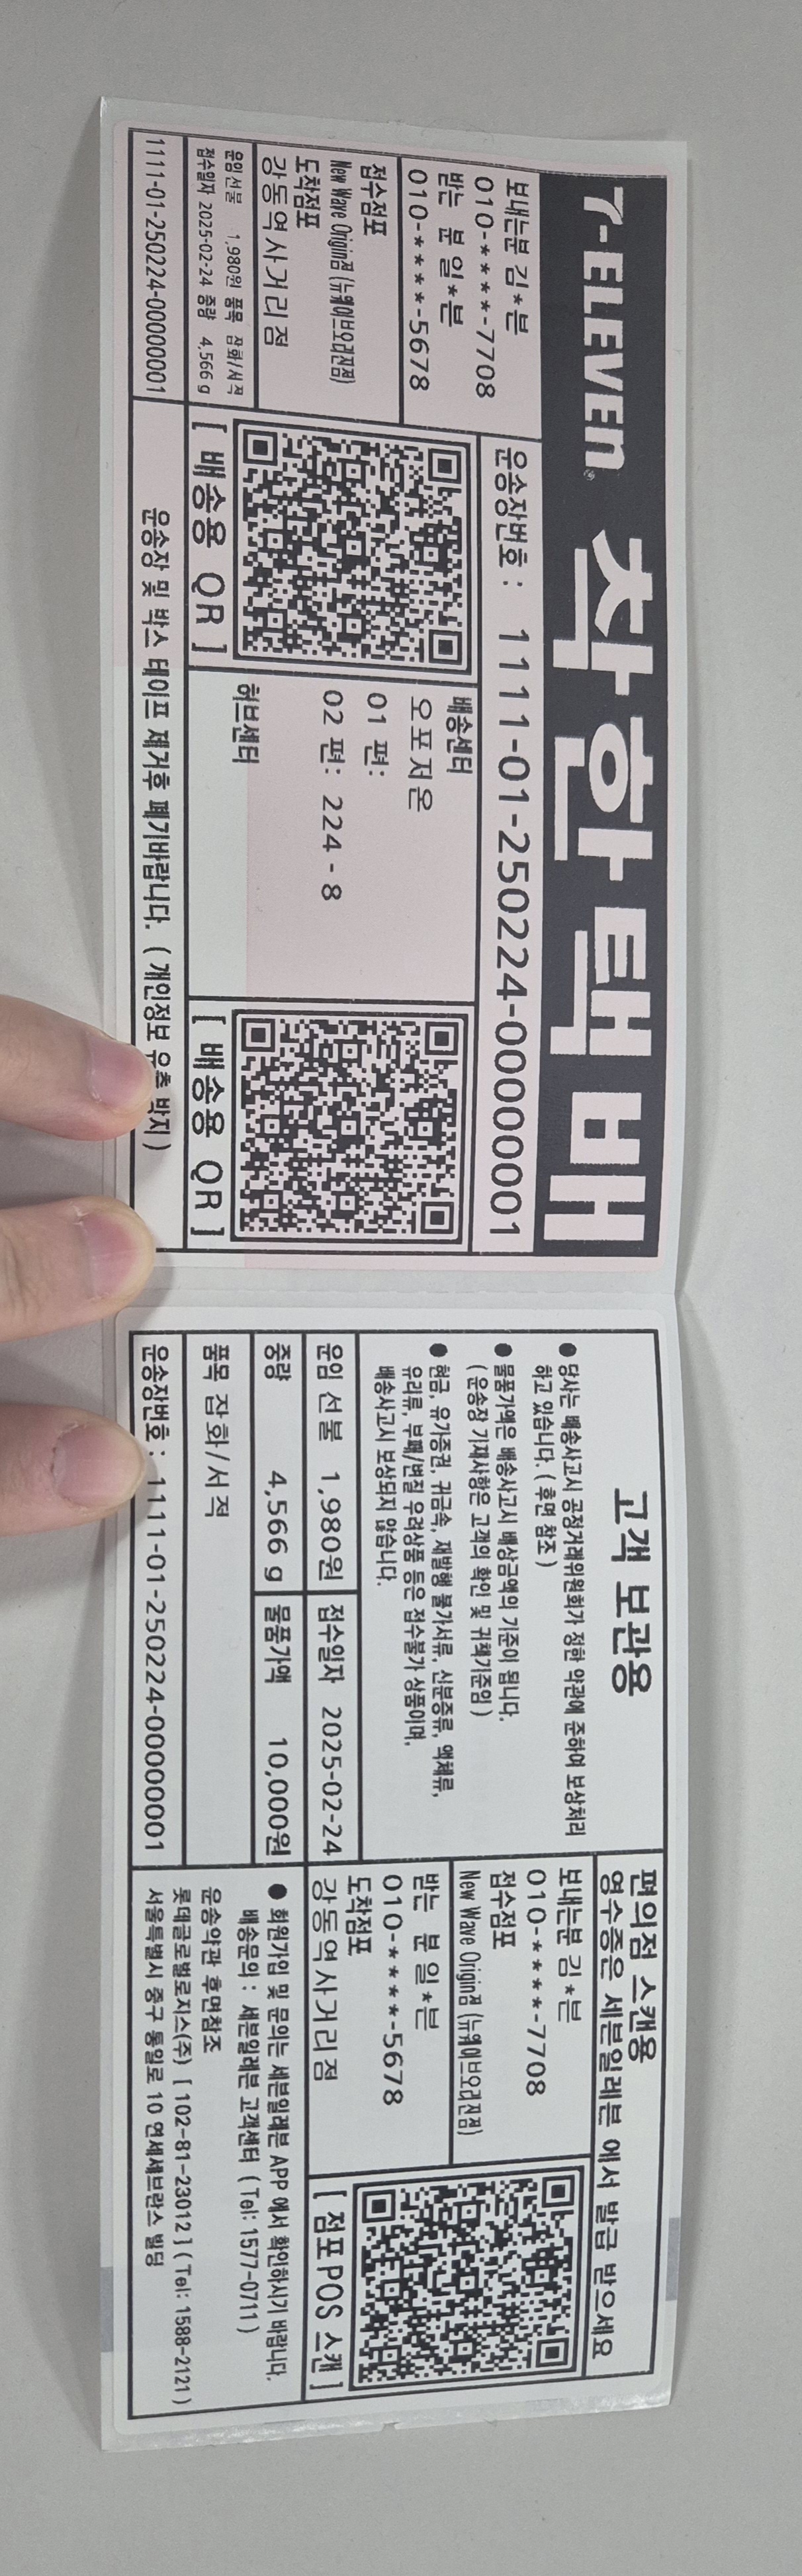 7-ELEVEN 착한택배
보내는분 김*븐
010-****-7708
받는 분 일*븐
010-****-5678
접수점포
New Wave Origin점 (뉴웨이브오리진점)
도착점포
강동역사거리점
운임 선불 1,980원 품목 잡화/서적
접수일자 2025-02-24 중량 4,566 g
1111-01-250224-00000001
운송장번호 : 1111-01-250224-00000001
[ 배송용 QR ]
배송센터
오포저온
01 편:
02 편: 224 - 8
허브센터
[ 배송용 QR ]
운송장 및 박스 테이프 제거후 폐기바랍니다. ( 개인정보 유출 방지 )
고객 보관용
● 당사는 배송사고시 공정거래위원회가 정한 약관에 준하여 보상처리
하고 있습니다. ( 후면 참조 )
● 물품가액은 배송사고시 배상금액의 기준이 됩니다.
( 운송장 기재사항은 고객의 확인 및 귀책기준임 )
● 현금, 유가증권, 귀금속, 재발행 불가서류, 신분증류, 액체류,
유리류, 부패/변질 우려상품 등은 접수불가 상품이며,
배송사고시 보상되지 않습니다.
운임 선불 1,980원 접수일자 2025-02-24
중량 4,566 g 물품가액 10,000원
품목 잡화/서적
운송장번호 : 1111-01-250224-00000001
편의점 스캔용
영수증은 세븐일레븐 에서 발급 받으세요
보내는분 김*븐
010-****-7708
접수점포
New Wave Origin점 (뉴웨이브오리진점)
받는 분 일*븐
010-****-5678
도착점포
강동역사거리점
[ 점포POS 스캔 ]
● 회원가입 및 문의는 세븐일레븐 APP 에서 확인하시기 바랍니다.
배송문의 : 세븐일레븐 고객센터 ( Tel: 1577-0711 )
운송약관 후면참조
롯데글로벌로지스(주) [ 102-81-23012 ] ( Tel: 1588-2121 )
서울특별시 중구 통일로 10 연세세브란스 빌딩